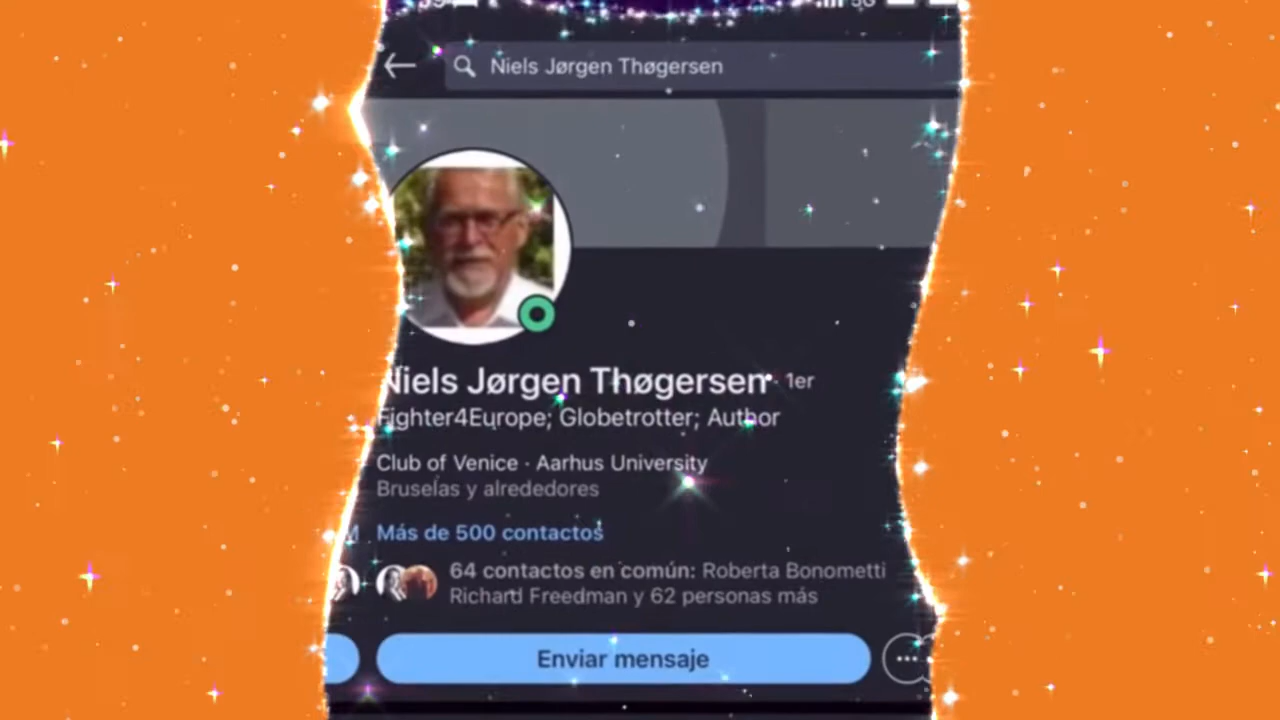 Niels Jørgen Thøgersen
Niels Jørgen Thøgersen · 1er
Fighter4Europe; Globetrotter; Author
Club of Venice · Aarhus University
Bruselas y alrededores
Más de 500 contactos
64 contactos en común: Roberta Bonometti
Richard Freedman y 62 personas más
Enviar mensaje